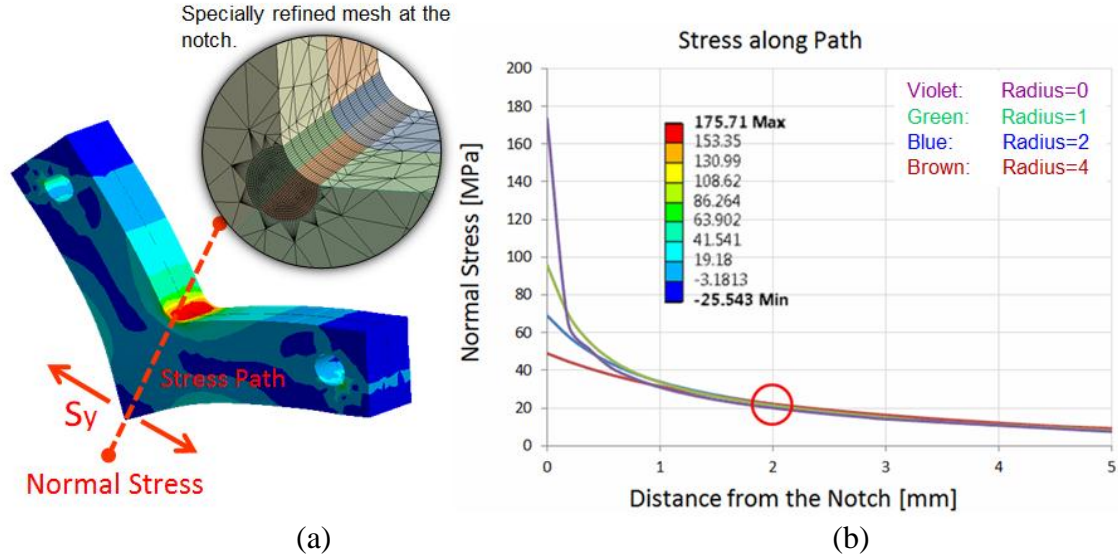 Specially refined mesh at the
notch.
Stress Path
Sy
Normal Stress
(a)
Stress along Path
Normal Stress [MPa]
200
180
160
140
120
100
80
60
40
20
0
175.71 Max
153.35
130.99
108.62
86.264
63.902
41.541
19.18
-3.1813
-25.543 Min
Violet: Radius=0
Green: Radius=1
Blue: Radius=2
Brown: Radius=4
0 1 2 3 4 5
Distance from the Notch [mm]
(b)